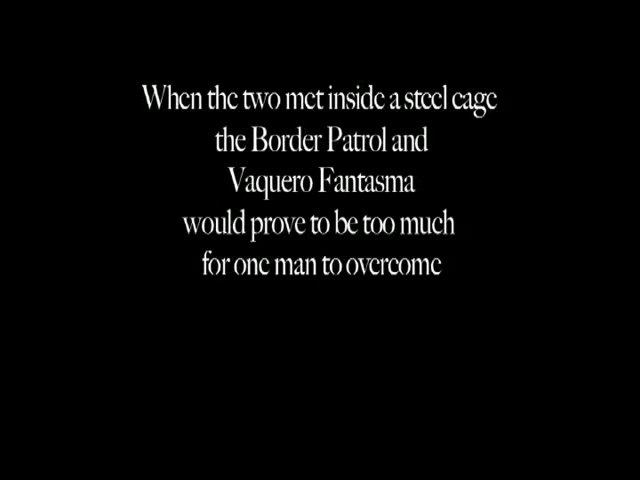 When the two met inside a steel cage
the Border Patrol and
Vaquero Fantasma
would prove to be too much
for one man to overcome